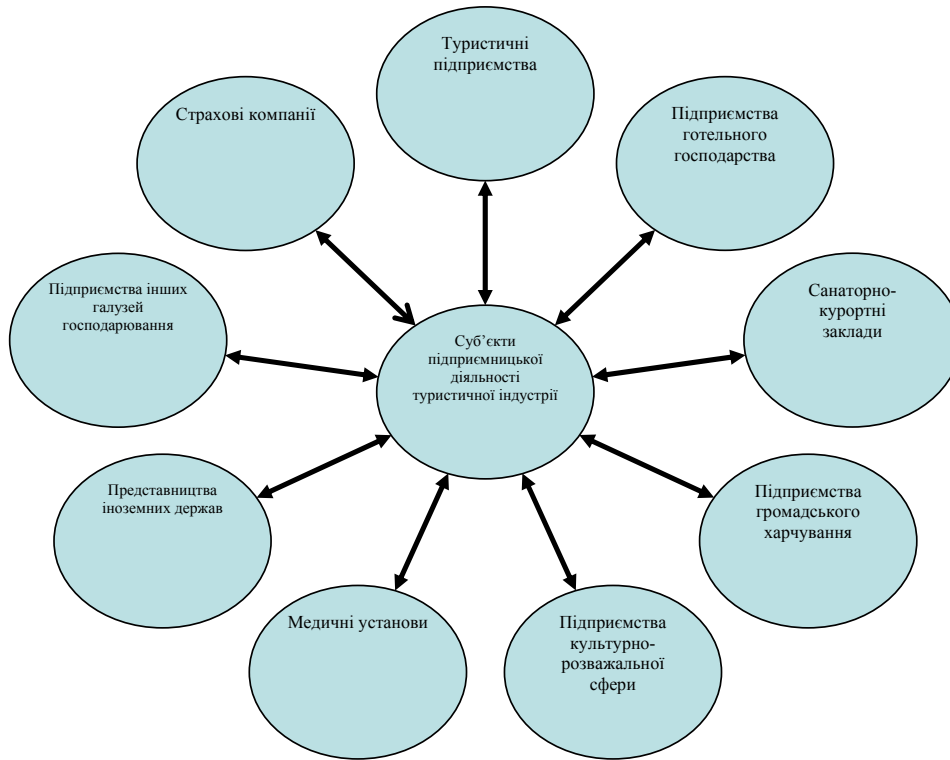 Туристичні
підприємства
Страхові компанії
Підприємства
готельного
господарства
Підприємства інших
галузей
господарювання
Санаторно-
курортні
заклади
Суб’єкти
підприємницької
діяльності
туристичної індустрії
Представництва
іноземних держав
Підприємства
громадського
харчування
Медичні установи
Підприємства
культурно-
розважальної
сфери